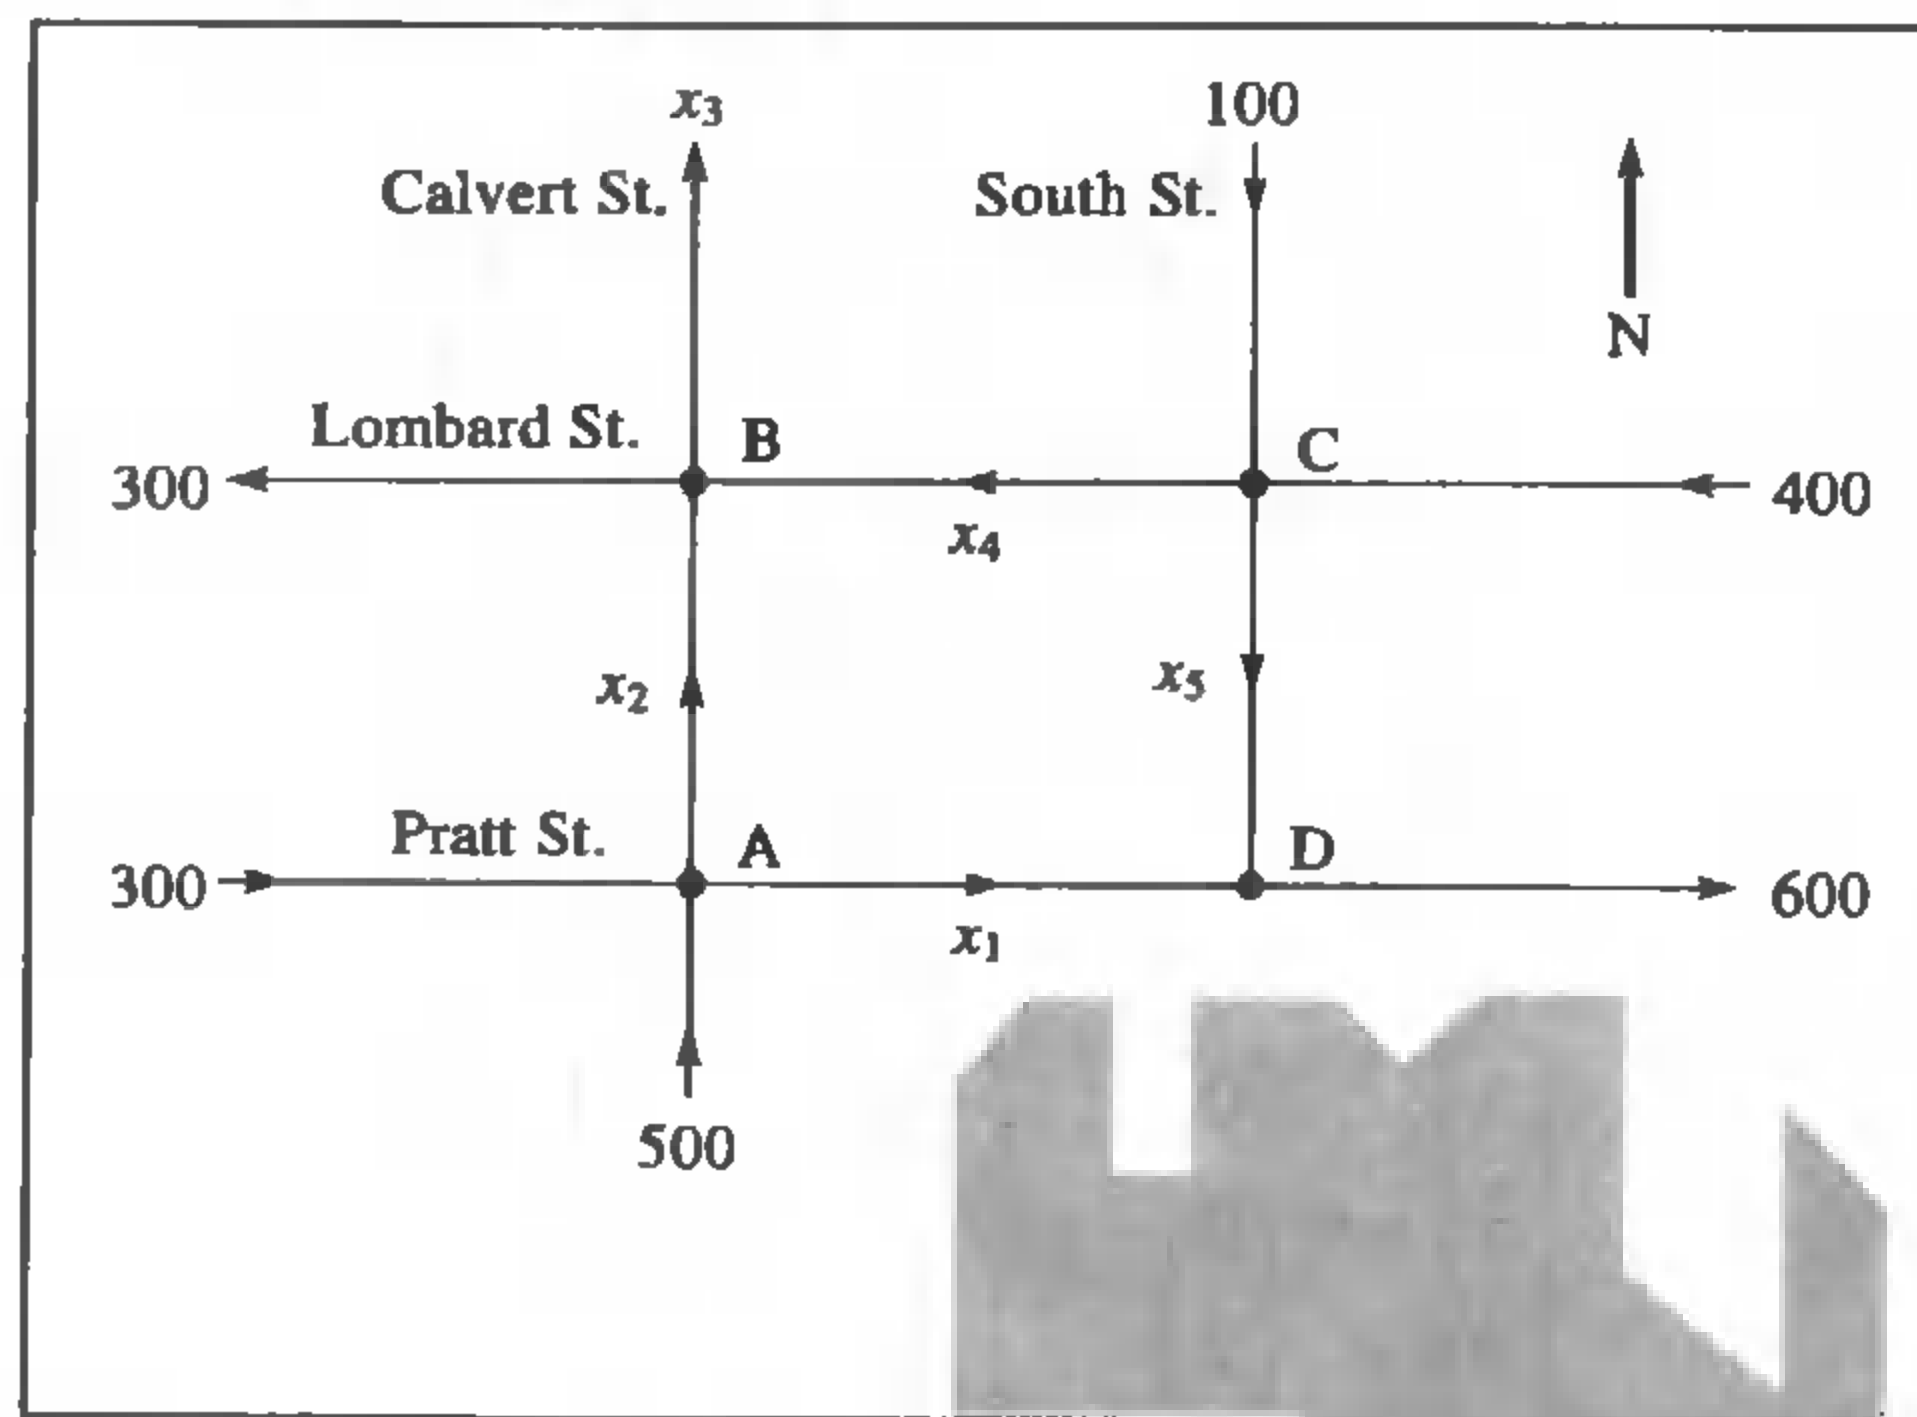 x3 100
Calvert St. South St.
N
Lombard St. B C
300 400
x4
x2 x5
Pratt St. A D
300 600
x1
500